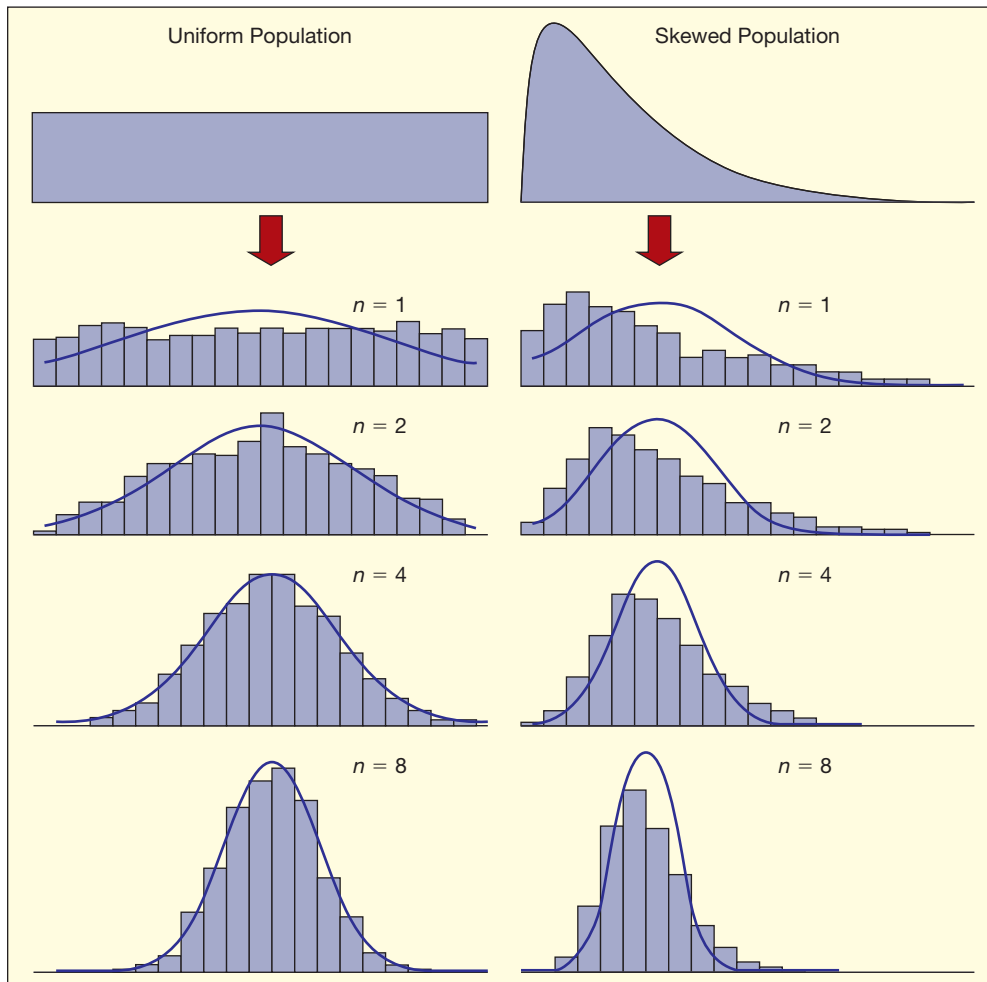 Uniform Population
Skewed Population
n = 1
n = 1
n = 2
n = 2
n = 4
n = 4
n = 8
n = 8